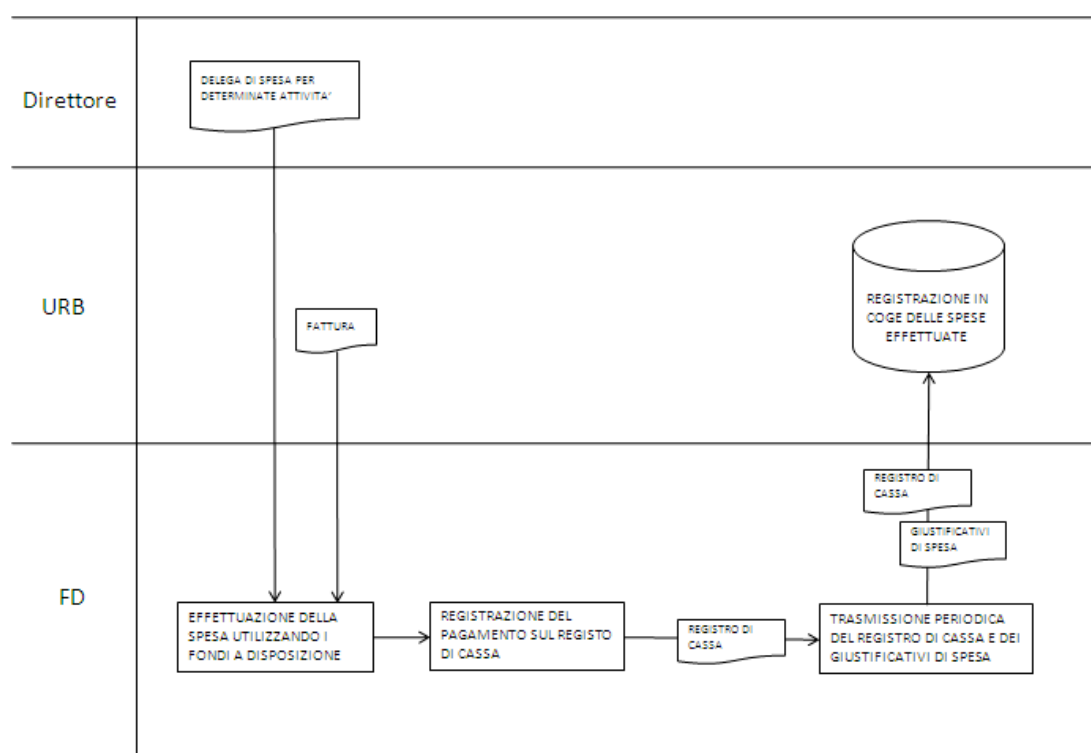 Direttore
DELEGA DI SPESA PER
DETERMINATE ATTIVITA'
URB
FATTURA
REGISTRAZIONE IN
COGE DELLE SPESE
EFFETTUATE
FD
REGISTRO DI
CASSA
GIUSTIFICATIVI
DI SPESA
EFFETTUAZIONE DELLA
SPESA UTILIZZANDO I
FONDI A DISPOSIZIONE
REGISTRAZIONE DEL
PAGAMENTO SUL REGISTO
DI CASSA
REGISTRO DI
CASSA
TRASMISSIONE PERIODICA
DEL REGISTRO DI CASSA E DEI
GIUSTIFICATIVI DI SPESA